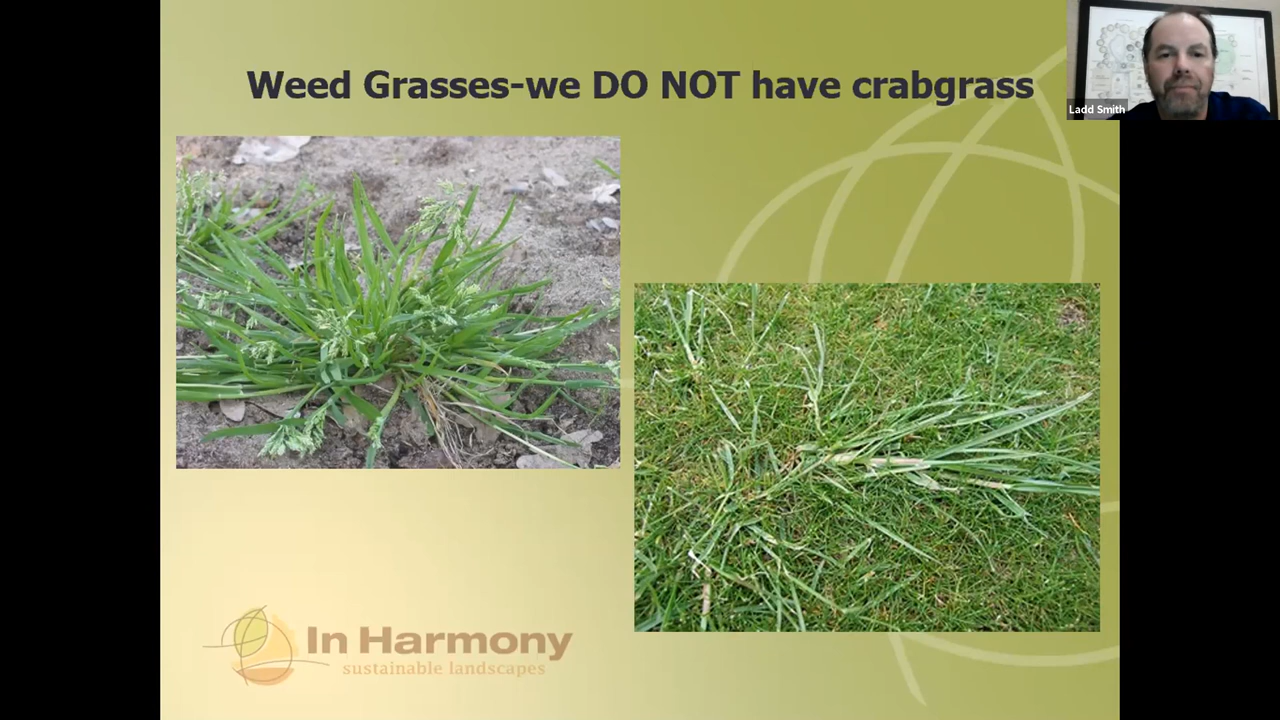 Weed Grasses-we DO NOT have crabgrass
Ladd Smith
In Harmony
sustainable landscapes